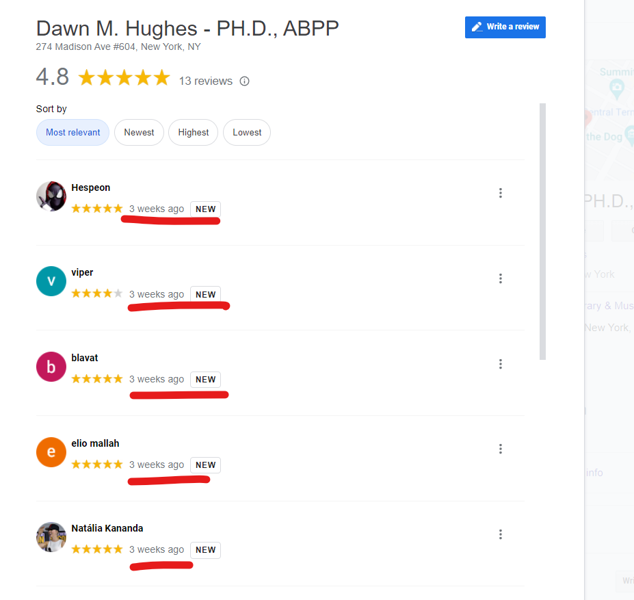 Dawn M. Hughes - PH.D., ABPP
Write a review
274 Madison Ave #604, New York, NY
4.8 13 reviews
Sort by
Most relevant Newest Highest Lowest
Hespeon
3 weeks ago NEW
v
viper
3 weeks ago NEW
b
blavat
3 weeks ago NEW
e
elio mallah
3 weeks ago NEW
Natália Kananda
3 weeks ago NEW
Summi
entral Ter
the Dog
PH.D.,
York
rary & Mus
New York,
info
Wri